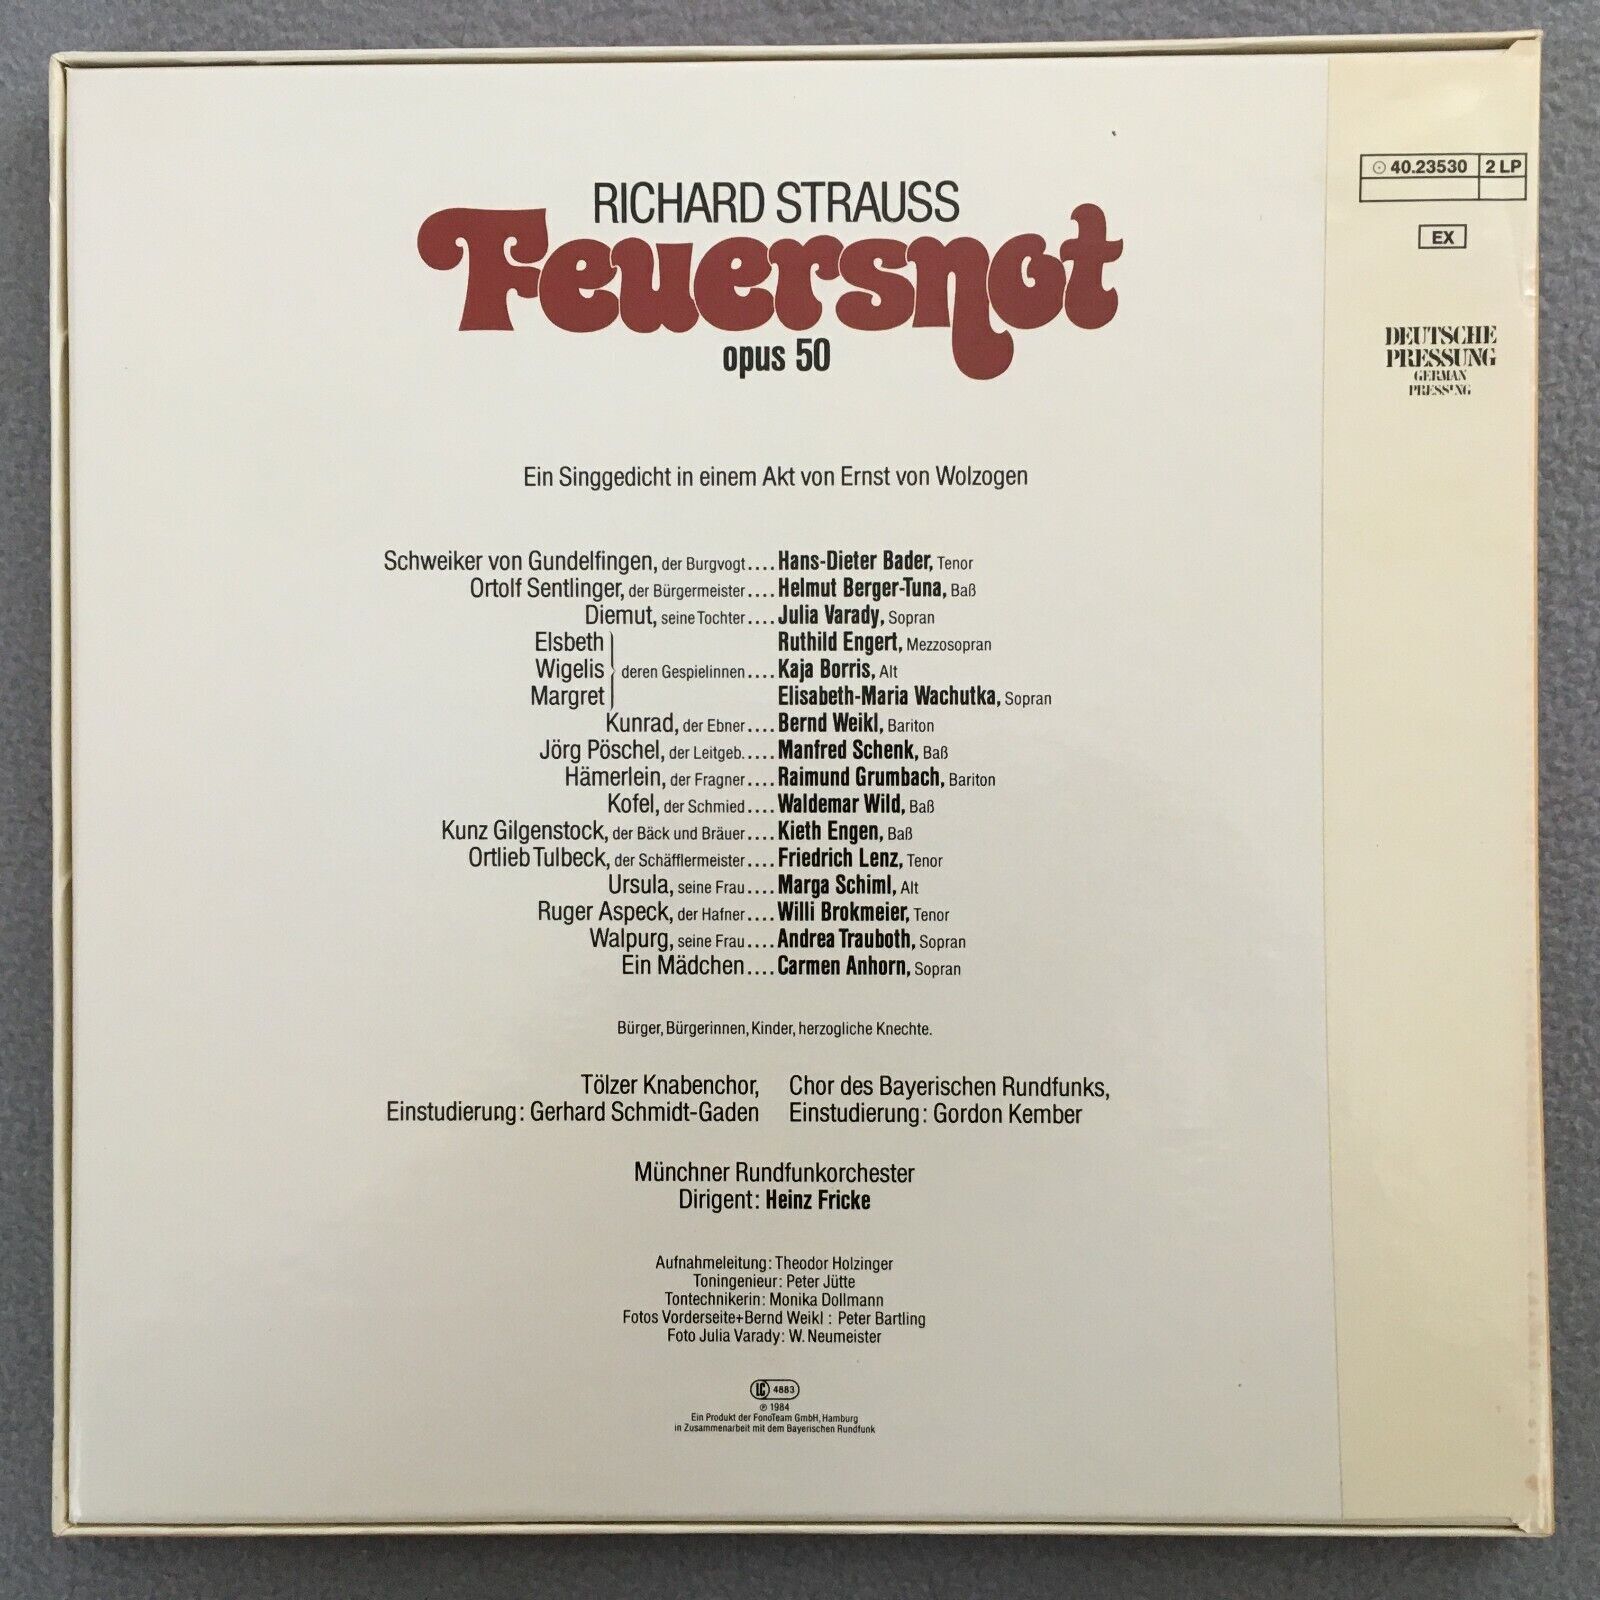 RICHARD STRAUSS
Feuersnot
opus 50
Ein Singgedicht in einem Akt von Ernst von Wolzogen
Schweiker von Gundelfingen, der Burgvogt.... Hans-Dieter Bader, Tenor
Ortolf Sentlinger, der Bürgermeister.... Helmut Berger-Tuna, Baß
Diemut, seine Tochter.... Julia Varady, Sopran
Elsbeth Ruthild Engert, Mezzosopran
Wigelis deren Gespielinnen.... Kaja Borris, Alt
Margret Elisabeth-Maria Wachutka, Sopran
Kunrad, der Ebner.... Bernd Weikl, Bariton
Jörg Pöschel, der Leitgeb..... Manfred Schenk, Baß
Hämerlein, der Fragner.... Raimund Grumbach, Bariton
Kofel, der Schmied.... Waldemar Wild, Baß
Kunz Gilgenstock, der Bäck und Bräuer.... Kieth Engen, Baß
Ortlieb Tulbeck, der Schäfflermeister.... Friedrich Lenz, Tenor
Ursula, seine Frau.... Marga Schiml, Alt
Ruger Aspeck, der Hafner.... Willi Brokmeier, Tenor
Walpurg, seine Frau.... Andrea Trauboth, Sopran
Ein Mädchen.... Carmen Anhorn, Sopran
Bürger, Bürgerinnen, Kinder, herzogliche Knechte.
Tölzer Knabenchor,
Einstudierung: Gerhard Schmidt-Gaden
Chor des Bayerischen Rundfunks,
Einstudierung: Gordon Kember
Münchner Rundfunkorchester
Dirigent: Heinz Fricke
Aufnahmeleitung: Theodor Holzinger
Toningenieur: Peter Jütte
Tontechnikerin: Monika Dollmann
Fotos Vorderseite+Bernd Weikl : Peter Bartling
Foto Julia Varady: W. Neumeister
LC 4883
℗ 1984
Ein Produkt der FonoTeam GmbH, Hamburg
in Zusammenarbeit mit dem Bayerischen Rundfunk
40.23530 2 LP
EX
DEUTSCHE
PRESSUNG
GERMAN
PRESSING